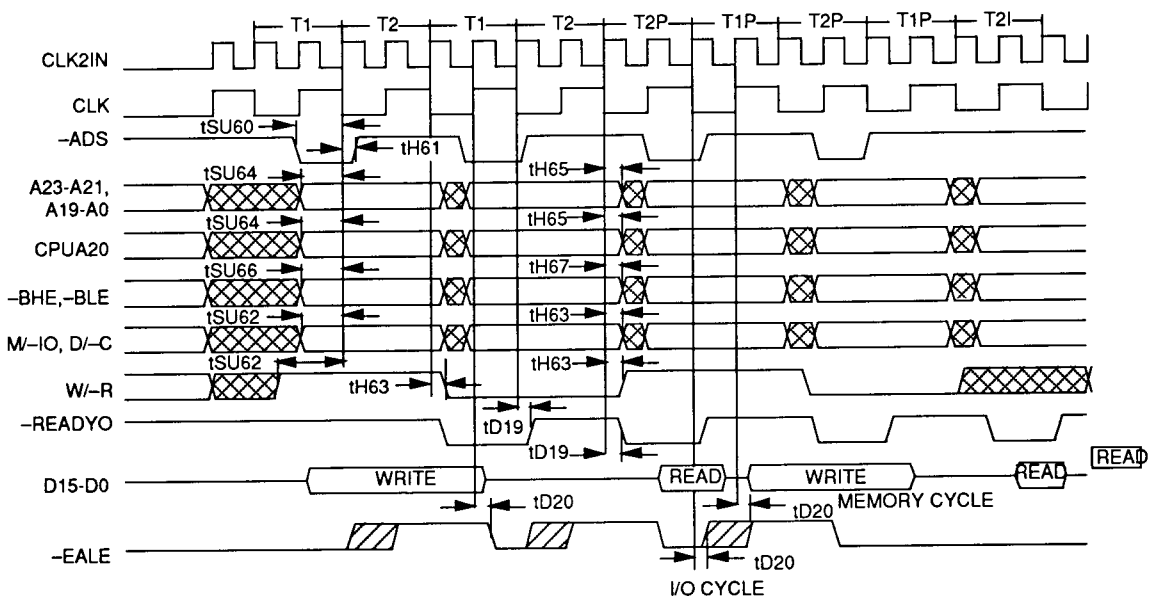 T1 T2 T1 T2 T2P T1P T2P T1P T2I
CLK2IN
CLK
tSU60
–ADS
tH61
tSU64
tH65
A23-A21,
A19-A0
tSU64
tH65
CPUA20
tSU66
tH67
–BHE,–BLE
tSU62
tH63
M/–IO, D/–C
tSU62
tH63
tH63
W/–R
tD19
–READYO
tD19
READ
D15-D0
WRITE READ WRITE READ
MEMORY CYCLE
tD20 tD20
–EALE
tD20
I/O CYCLE